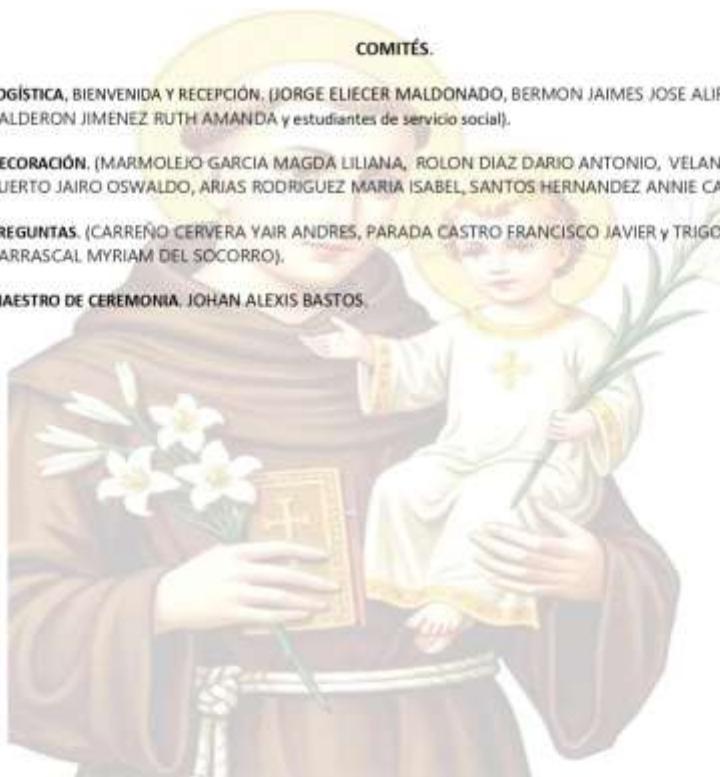 COMITÉS.
OGÍSTICA, BIENVENIDA Y RECEPCIÓN. (JORGE ELIECER MALDONADO, BERMON JAIMES JOSE
ALDERON JIMENEZ RUTH AMANDA y estudiantes de servicio social).
ECORACIÓN. (MARMOLEJO GARCIA MAGDA LILIANA, ROLON DIAZ DARIO ANTONIO, VELAN
UERTO JAIRO OSWALDO, ARIAS RODRIGUEZ MARIA ISABEL, SANTOS HERNANDEZ ANNIE CA
REGUNTAS. (CARREÑO CERVERA YAIR ANDRES, PARADA CASTRO FRANCISCO JAVIER y TRIGO
ARRASCAL MYRIAM DEL SOCORRO).
AESTRO DE CEREMONIA. JOHAN ALEXIS BASTOS.